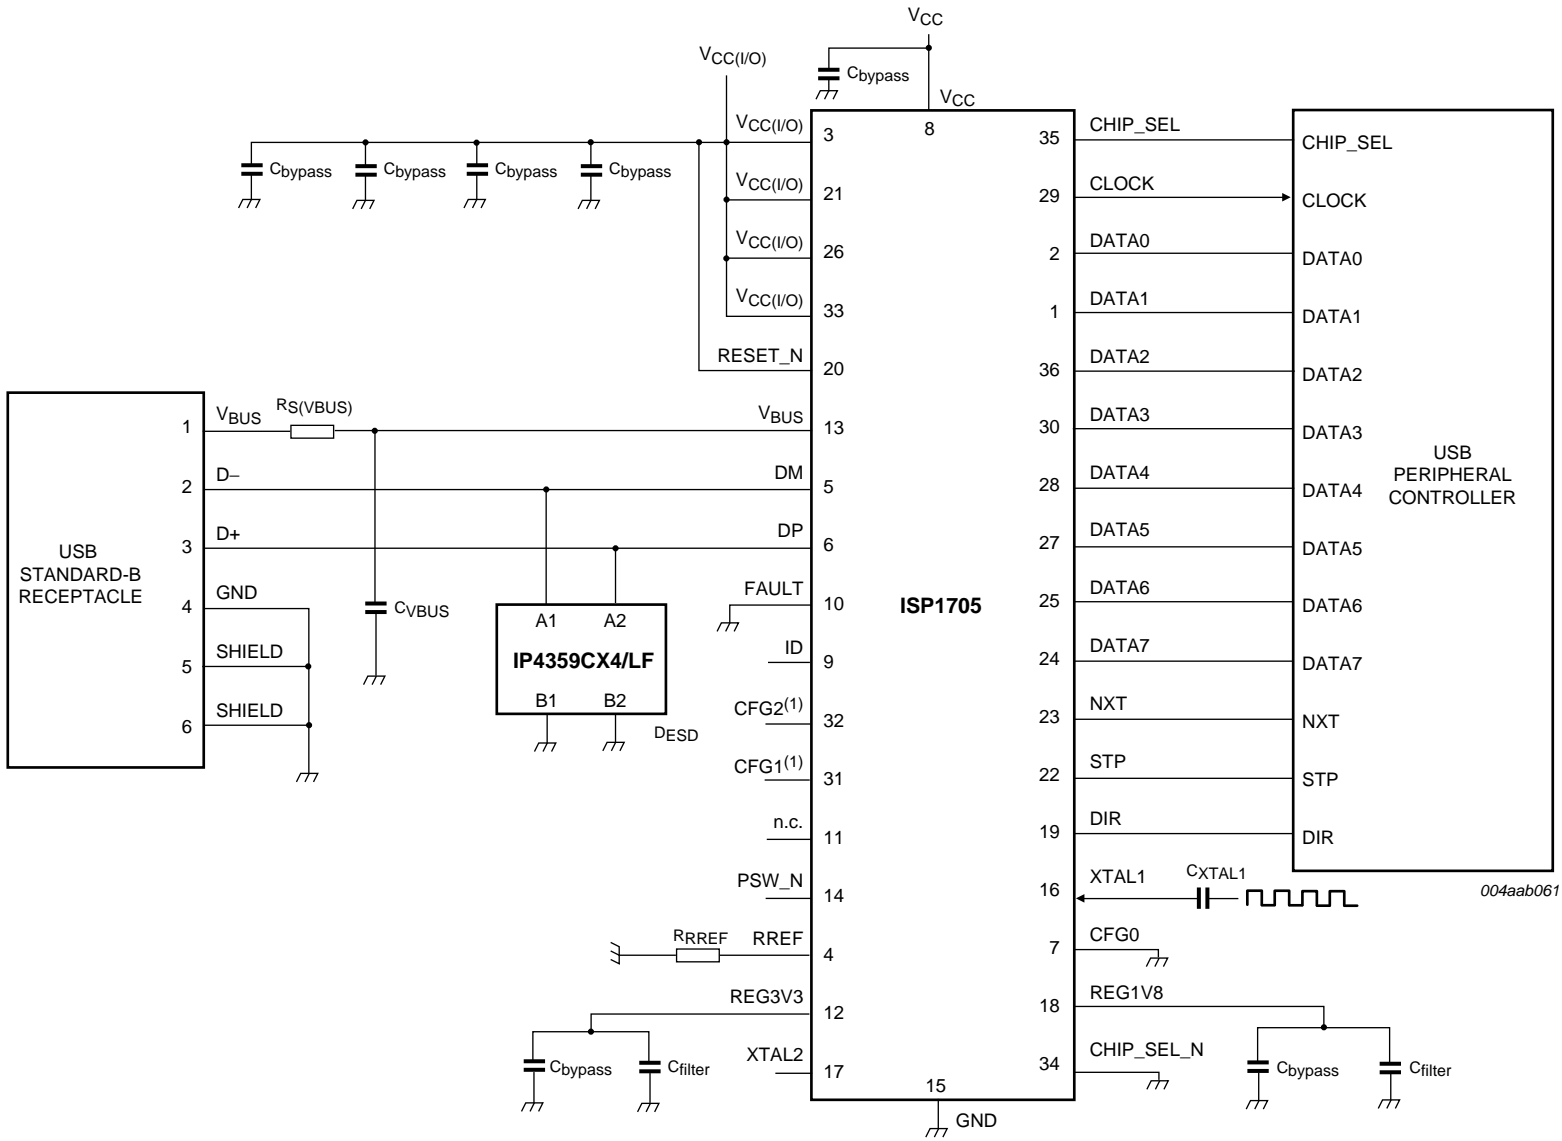 VCC
VCC(I/O)
Cbypass
VCC
8
VCC(I/O)
3
Cbypass
Cbypass
Cbypass
Cbypass
VCC(I/O)
21
VCC(I/O)
26
VCC(I/O)
33
RESET_N
20
USB
STANDARD-B
RECEPTACLE
1
VBUS
RS(VBUS)
VBUS
13
2
D−
DM
5
3
D+
DP
6
4
GND
5
SHIELD
6
SHIELD
CVBUS
A1
A2
IP4359CX4/LF
B1
B2
DESD
FAULT
10
ID
9
CFG2(1)
32
CFG1(1)
31
n.c.
11
PSW_N
14
RRREF
RREF
4
REG3V3
12
Cbypass
Cfilter
XTAL2
17
ISP1705
15
GND
35
CHIP_SEL
CHIP_SEL
29
CLOCK
CLOCK
2
DATA0
DATA0
1
DATA1
DATA1
36
DATA2
DATA2
30
DATA3
DATA3
28
DATA4
DATA4
27
DATA5
DATA5
25
DATA6
DATA6
24
DATA7
DATA7
23
NXT
NXT
22
STP
STP
19
DIR
DIR
USB
PERIPHERAL
CONTROLLER
16
XTAL1
CXTAL1
004aab061
7
CFG0
18
REG1V8
Cbypass
Cfilter
34
CHIP_SEL_N